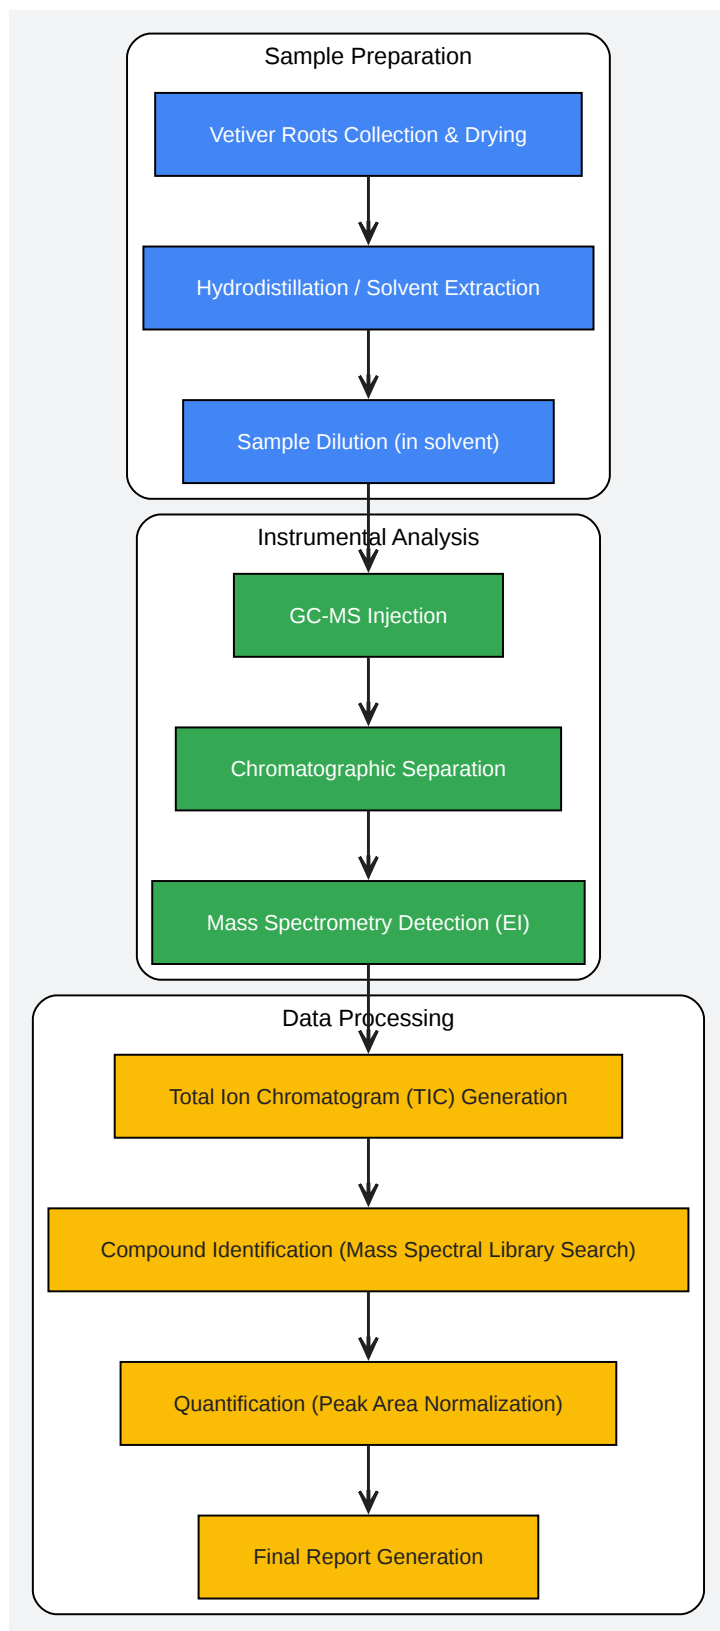 Sample Preparation
Vetiver Roots Collection & Drying
Hydrodistillation / Solvent Extraction
Sample Dilution (in solvent)
Instrumental Analysis
GC-MS Injection
Chromatographic Separation
Mass Spectrometry Detection (EI)
Data Processing
Total Ion Chromatogram (TIC) Generation
Compound Identification (Mass Spectral Library Search)
Quantification (Peak Area Normalization)
Final Report Generation